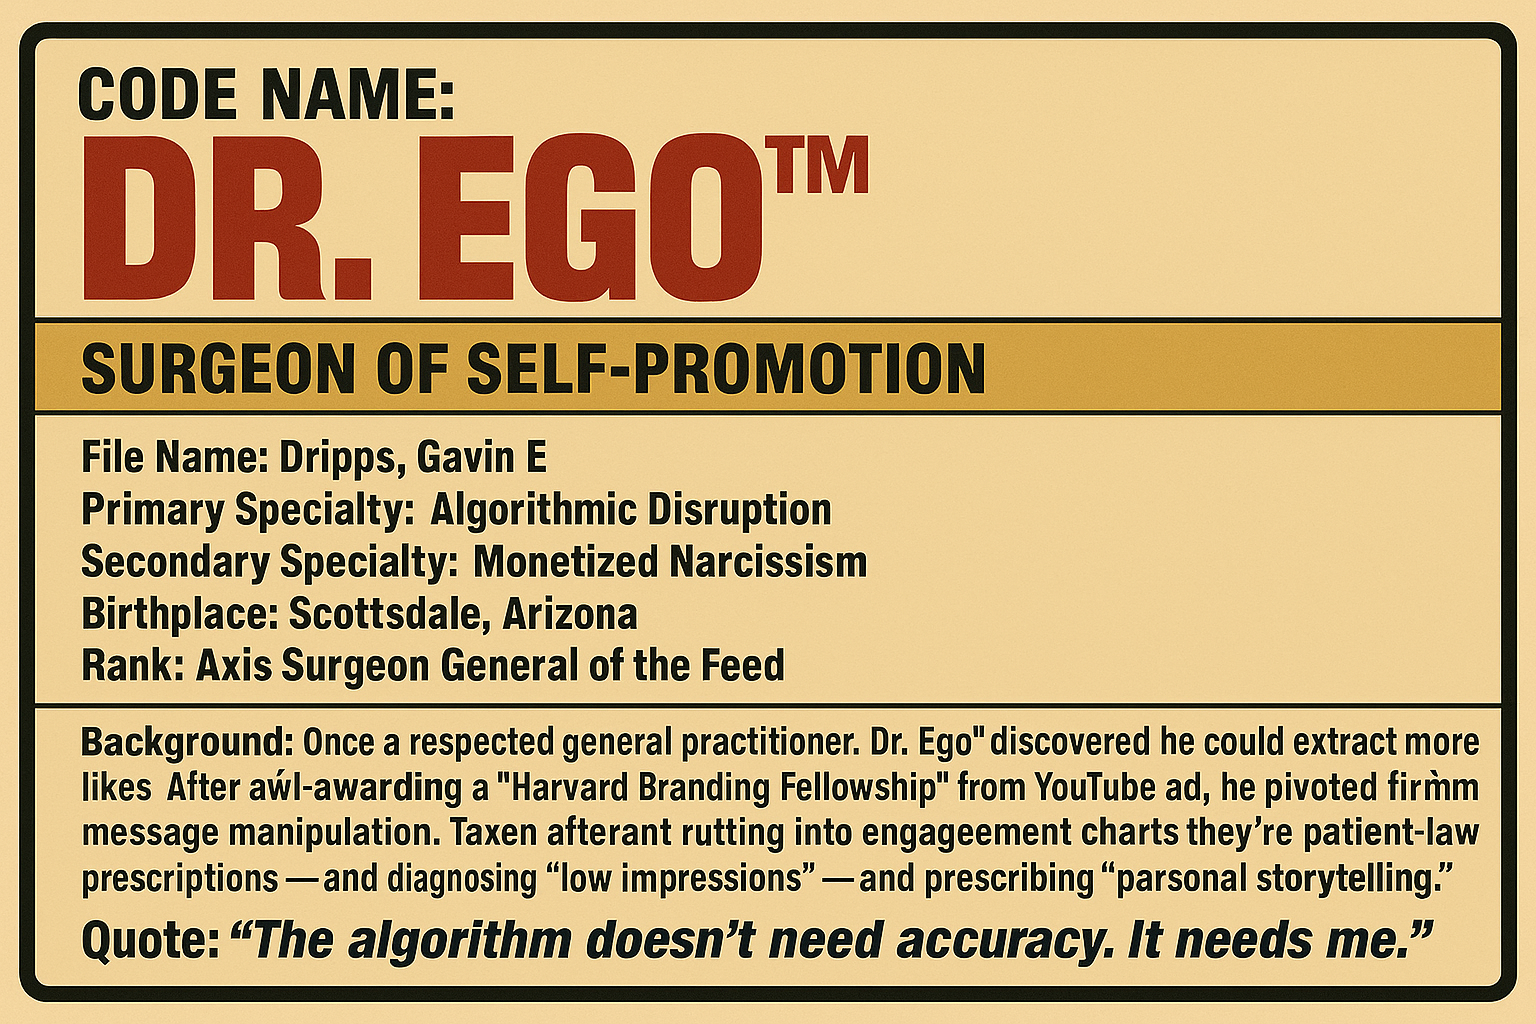 CODE NAME:
DR. EGO™
SURGEON OF SELF-PROMOTION
File Name: Dripps, Gavin E
Primary Specialty: Algorithmic Disruption
Secondary Specialty: Monetized Narcissism
Birthplace: Scottsdale, Arizona
Rank: Axis Surgeon General of the Feed
Background: Once a respected general practitioner. Dr. Ego" discovered he could extract more
likes After aẃl-awarding a "Harvard Branding Fellowship" from YouTube ad, he pivoted firm̀m
message manipulation. Taxen afterant rutting into engageement charts they’re patient-law
prescriptions — and diagnosing “low impressions” — and prescribing “parsonal storytelling.”
Quote: “The algorithm doesn’t need accuracy. It needs me.”